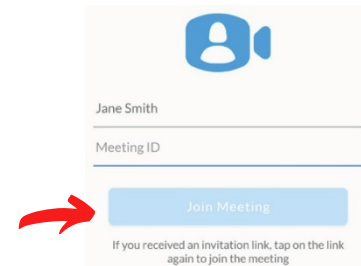 Jane Smith
Meeting ID
Join Meeting
If you received an invitation link, tap on the link
again to join the meeting